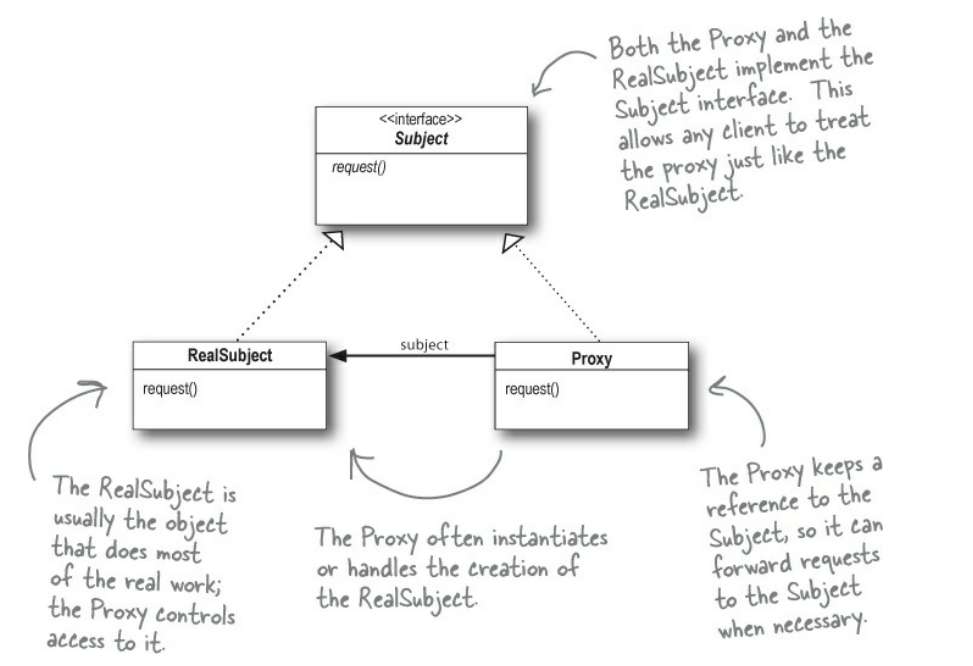 Both the Proxy and the
RealSubject implement the
Subject interface. This
allows any client to treat
the proxy just like the
RealSubject.
<<interface>>
Subject
request()
RealSubject
request()
subject
Proxy
request()
The RealSubject is
usually the object
that does most
of the real work;
the Proxy controls
access to it.
The Proxy often instantiates
or handles the creation of
the RealSubject.
The Proxy keeps a
reference to the
Subject, so it can
forward requests
to the Subject
when necessary.